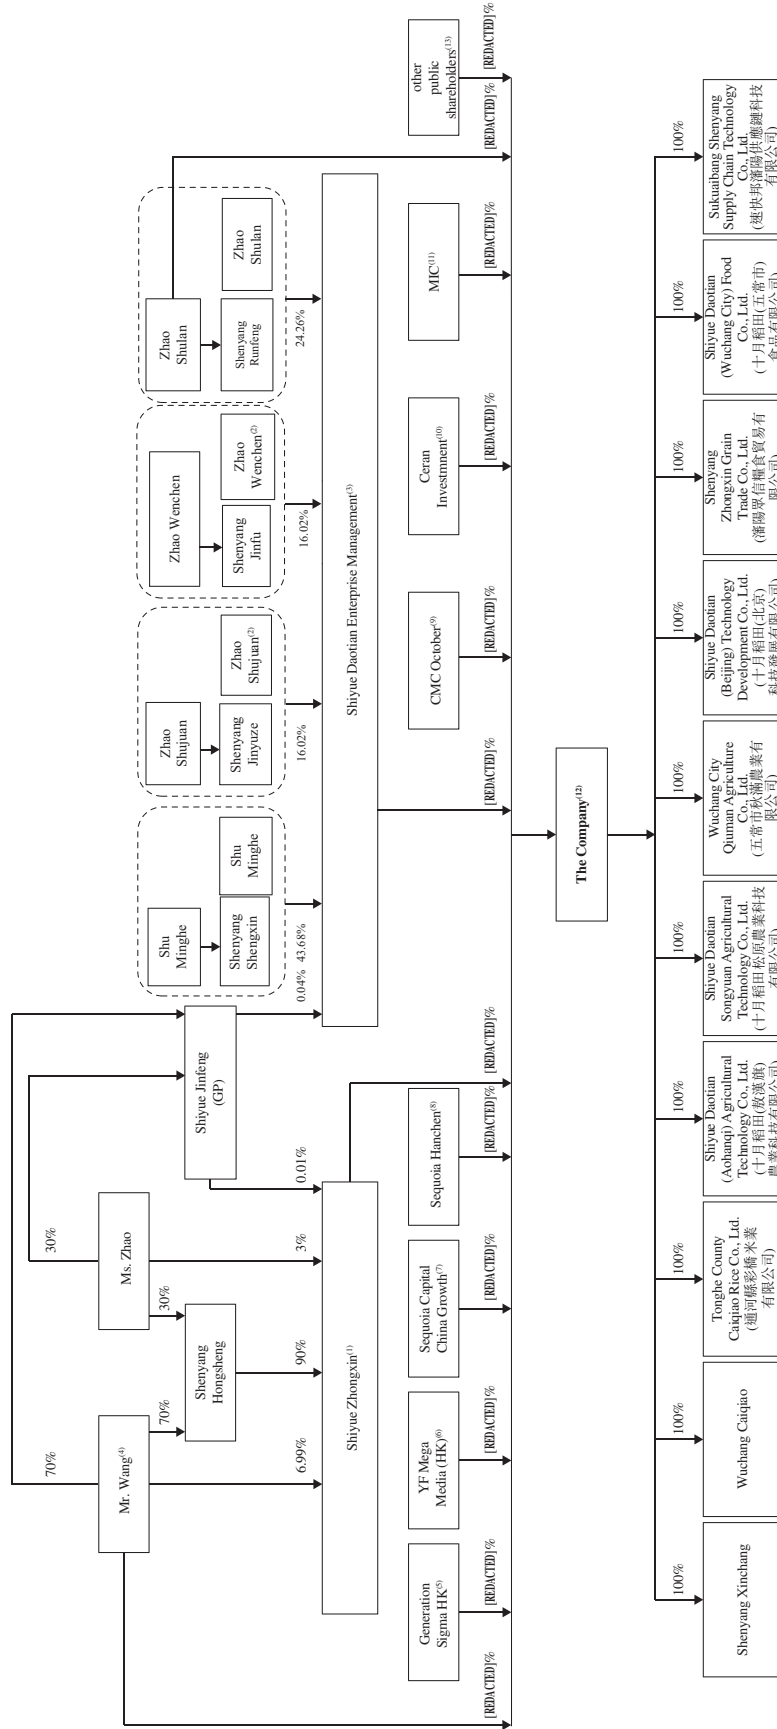 70%
30%
Mr. Wang(4)
Ms. Zhao
Shu
Minghe
Zhao
Shujuan
Zhao Wenchen
Zhao
Shulan
70%
30%
Shenyang
Hongsheng
Shiyue Jinfeng
(GP)
Shenyang
Shengxin
Shu
Minghe
Shenyang
Jinyuze
Zhao
Shujuan(2)
Shenyang
Jinfu
Zhao
Wenchen(2)
Shenyang
Runfeng
Zhao
Shulan
6.99%
90%
3%
0.01%
0.04%
43.68%
16.02%
16.02%
24.26%
Shiyue Zhongxin(1)
Shiyue Daotian Enterprise Management(3)
Generation
Sigma HK(5)
YF Mega
Media (HK)(6)
Sequoia Capital
China Growth(7)
Sequoia Hanchen(8)
CMC October(9)
Ceran
Investmnent(10)
MIC(11)
other
public
shareholders(13)
[REDACTED]%
[REDACTED]%
[REDACTED]%
[REDACTED]%
[REDACTED]%
[REDACTED]%
[REDACTED]%
[REDACTED]%
[REDACTED]%
[REDACTED]%
[REDACTED]%
[REDACTED]%
The Company(12)
100%
100%
100%
100%
100%
100%
100%
100%
100%
100%
Shenyang Xinchang
Wuchang Caiqiao
Tonghe County
Caiqiao Rice Co., Ltd.
(通河縣彩橋米業
有限公司)
Shiyue Daotian
(Aohanqi) Agricultural
Technology Co., Ltd.
(十月稻田(敖漢旗)
農業科技有限公司)
Shiyue Daotian
Songyuan Agricultural
Technology Co., Ltd.
(十月稻田松原農業科技
有限公司)
Wuchang City
Qiuman Agriculture
Co., Ltd.
(五常市秋滿農業有
限公司)
Shiyue Daotian
(Beijing) Technology
Development Co., Ltd.
(十月稻田(北京)
科技發展有限公司)
Shenyang
Zhongxin Grain
Trade Co., Ltd.
(瀋陽眾信糧食貿易有
限公司)
Shiyue Daotian
(Wuchang City) Food
Co., Ltd.
(十月稻田(五常市)
食品有限公司)
Sukuaibang Shenyang
Supply Chain Technology
Co., Ltd.
(速快邦瀋陽供應鏈科技
有限公司)